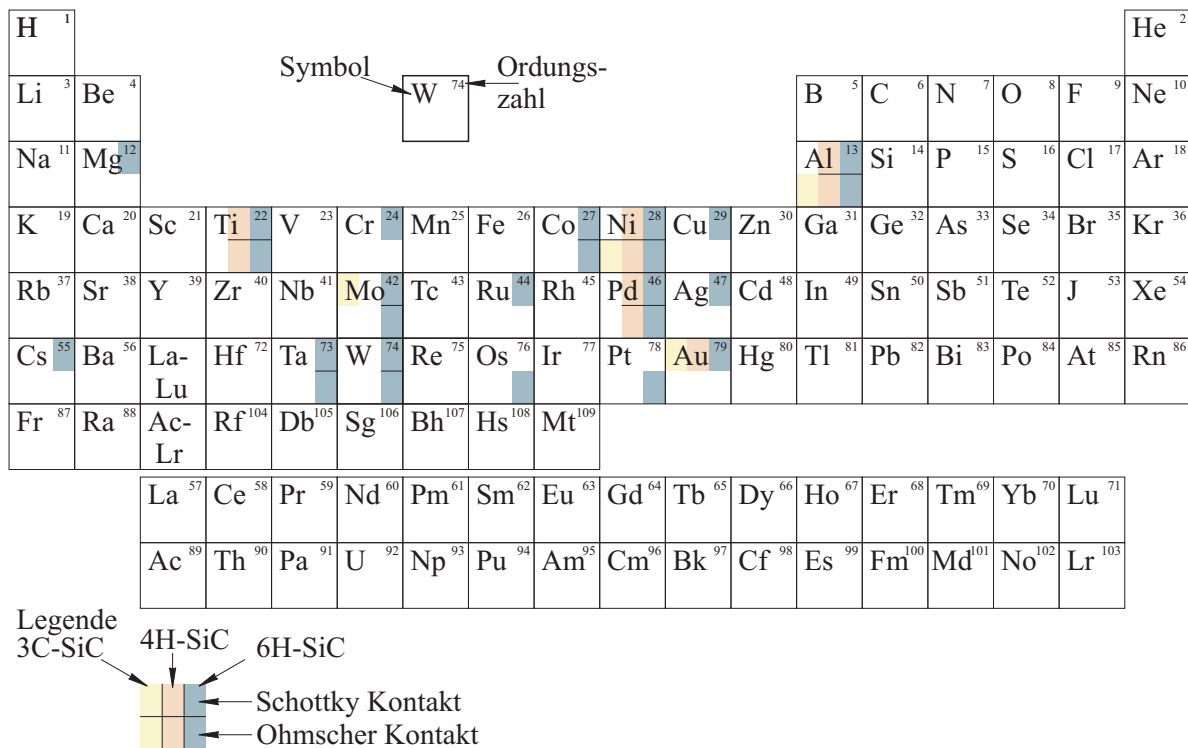 H 1 He 2
Symbol Ordungs-
zahl
Li 3 Be 4 W 74 B 5 C 6 N 7 O 8 F 9 Ne 10
Na 11 Mg 12 Al 13 Si 14 P 15 S 16 Cl 17 Ar 18
K 19 Ca 20 Sc 21 Ti 22 V 23 Cr 24 Mn 25 Fe 26 Co 27 Ni 28 Cu 29 Zn 30 Ga 31 Ge 32 As 33 Se 34 Br 35 Kr 36
Rb 37 Sr 38 Y 39 Zr 40 Nb 41 Mo 42 Tc 43 Ru 44 Rh 45 Pd 46 Ag 47 Cd 48 In 49 Sn 50 Sb 51 Te 52 J 53 Xe 54
Cs 55 Ba 56 La-Lu Hf 72 Ta 73 W 74 Re 75 Os 76 Ir 77 Pt 78 Au 79 Hg 80 Tl 81 Pb 82 Bi 83 Po 84 At 85 Rn 86
Fr 87 Ra 88 Ac-Lr Rf 104 Db 105 Sg 106 Bh 107 Hs 108 Mt 109
La 57 Ce 58 Pr 59 Nd 60 Pm 61 Sm 62 Eu 63 Gd 64 Tb 65 Dy 66 Ho 67 Er 68 Tm 69 Yb 70 Lu 71
Ac 89 Th 90 Pa 91 U 92 Np 93 Pu 94 Am 95 Cm 96 Bk 97 Cf 98 Es 99 Fm 100 Md 101 No 102 Lr 103
Legende
3C-SiC 4H-SiC 6H-SiC
Schottky Kontakt
Ohmscher Kontakt